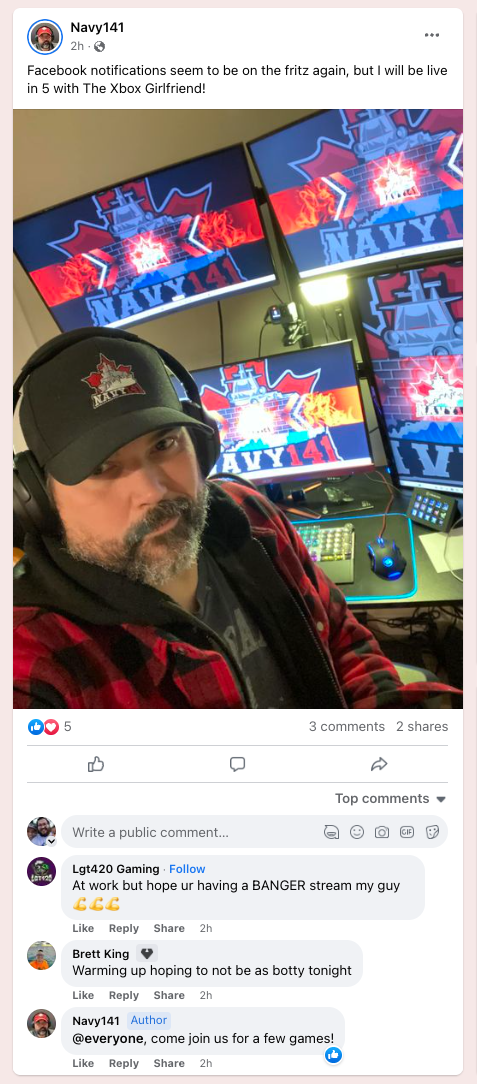 Navy141
2h ·
Facebook notifications seem to be on the fritz again, but I will be live
in 5 with The Xbox Girlfriend!
NAVY141
NAVY1
NAVY141
AVY141
NAVY
5
3 comments 2 shares
Top comments
Write a public comment...
GIF
Lgt420 Gaming · Follow
At work but hope ur having a BANGER stream my guy
💪💪💪
Like Reply Share 2h
Brett King
Warming up hoping to not be as botty tonight
Like Reply Share 2h
Navy141 Author
@everyone, come join us for a few games!
Like Reply Share 2h